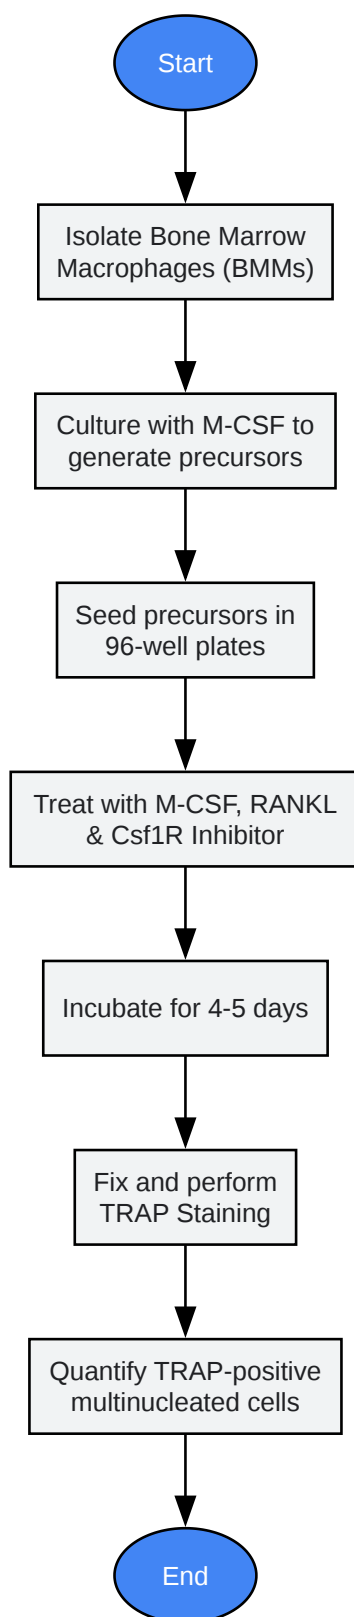 Start
Isolate Bone Marrow
Macrophages (BMMs)
Culture with M-CSF to
generate precursors
Seed precursors in
96-well plates
Treat with M-CSF, RANKL
& Csf1R Inhibitor
Incubate for 4-5 days
Fix and perform
TRAP Staining
Quantify TRAP-positive
multinucleated cells
End